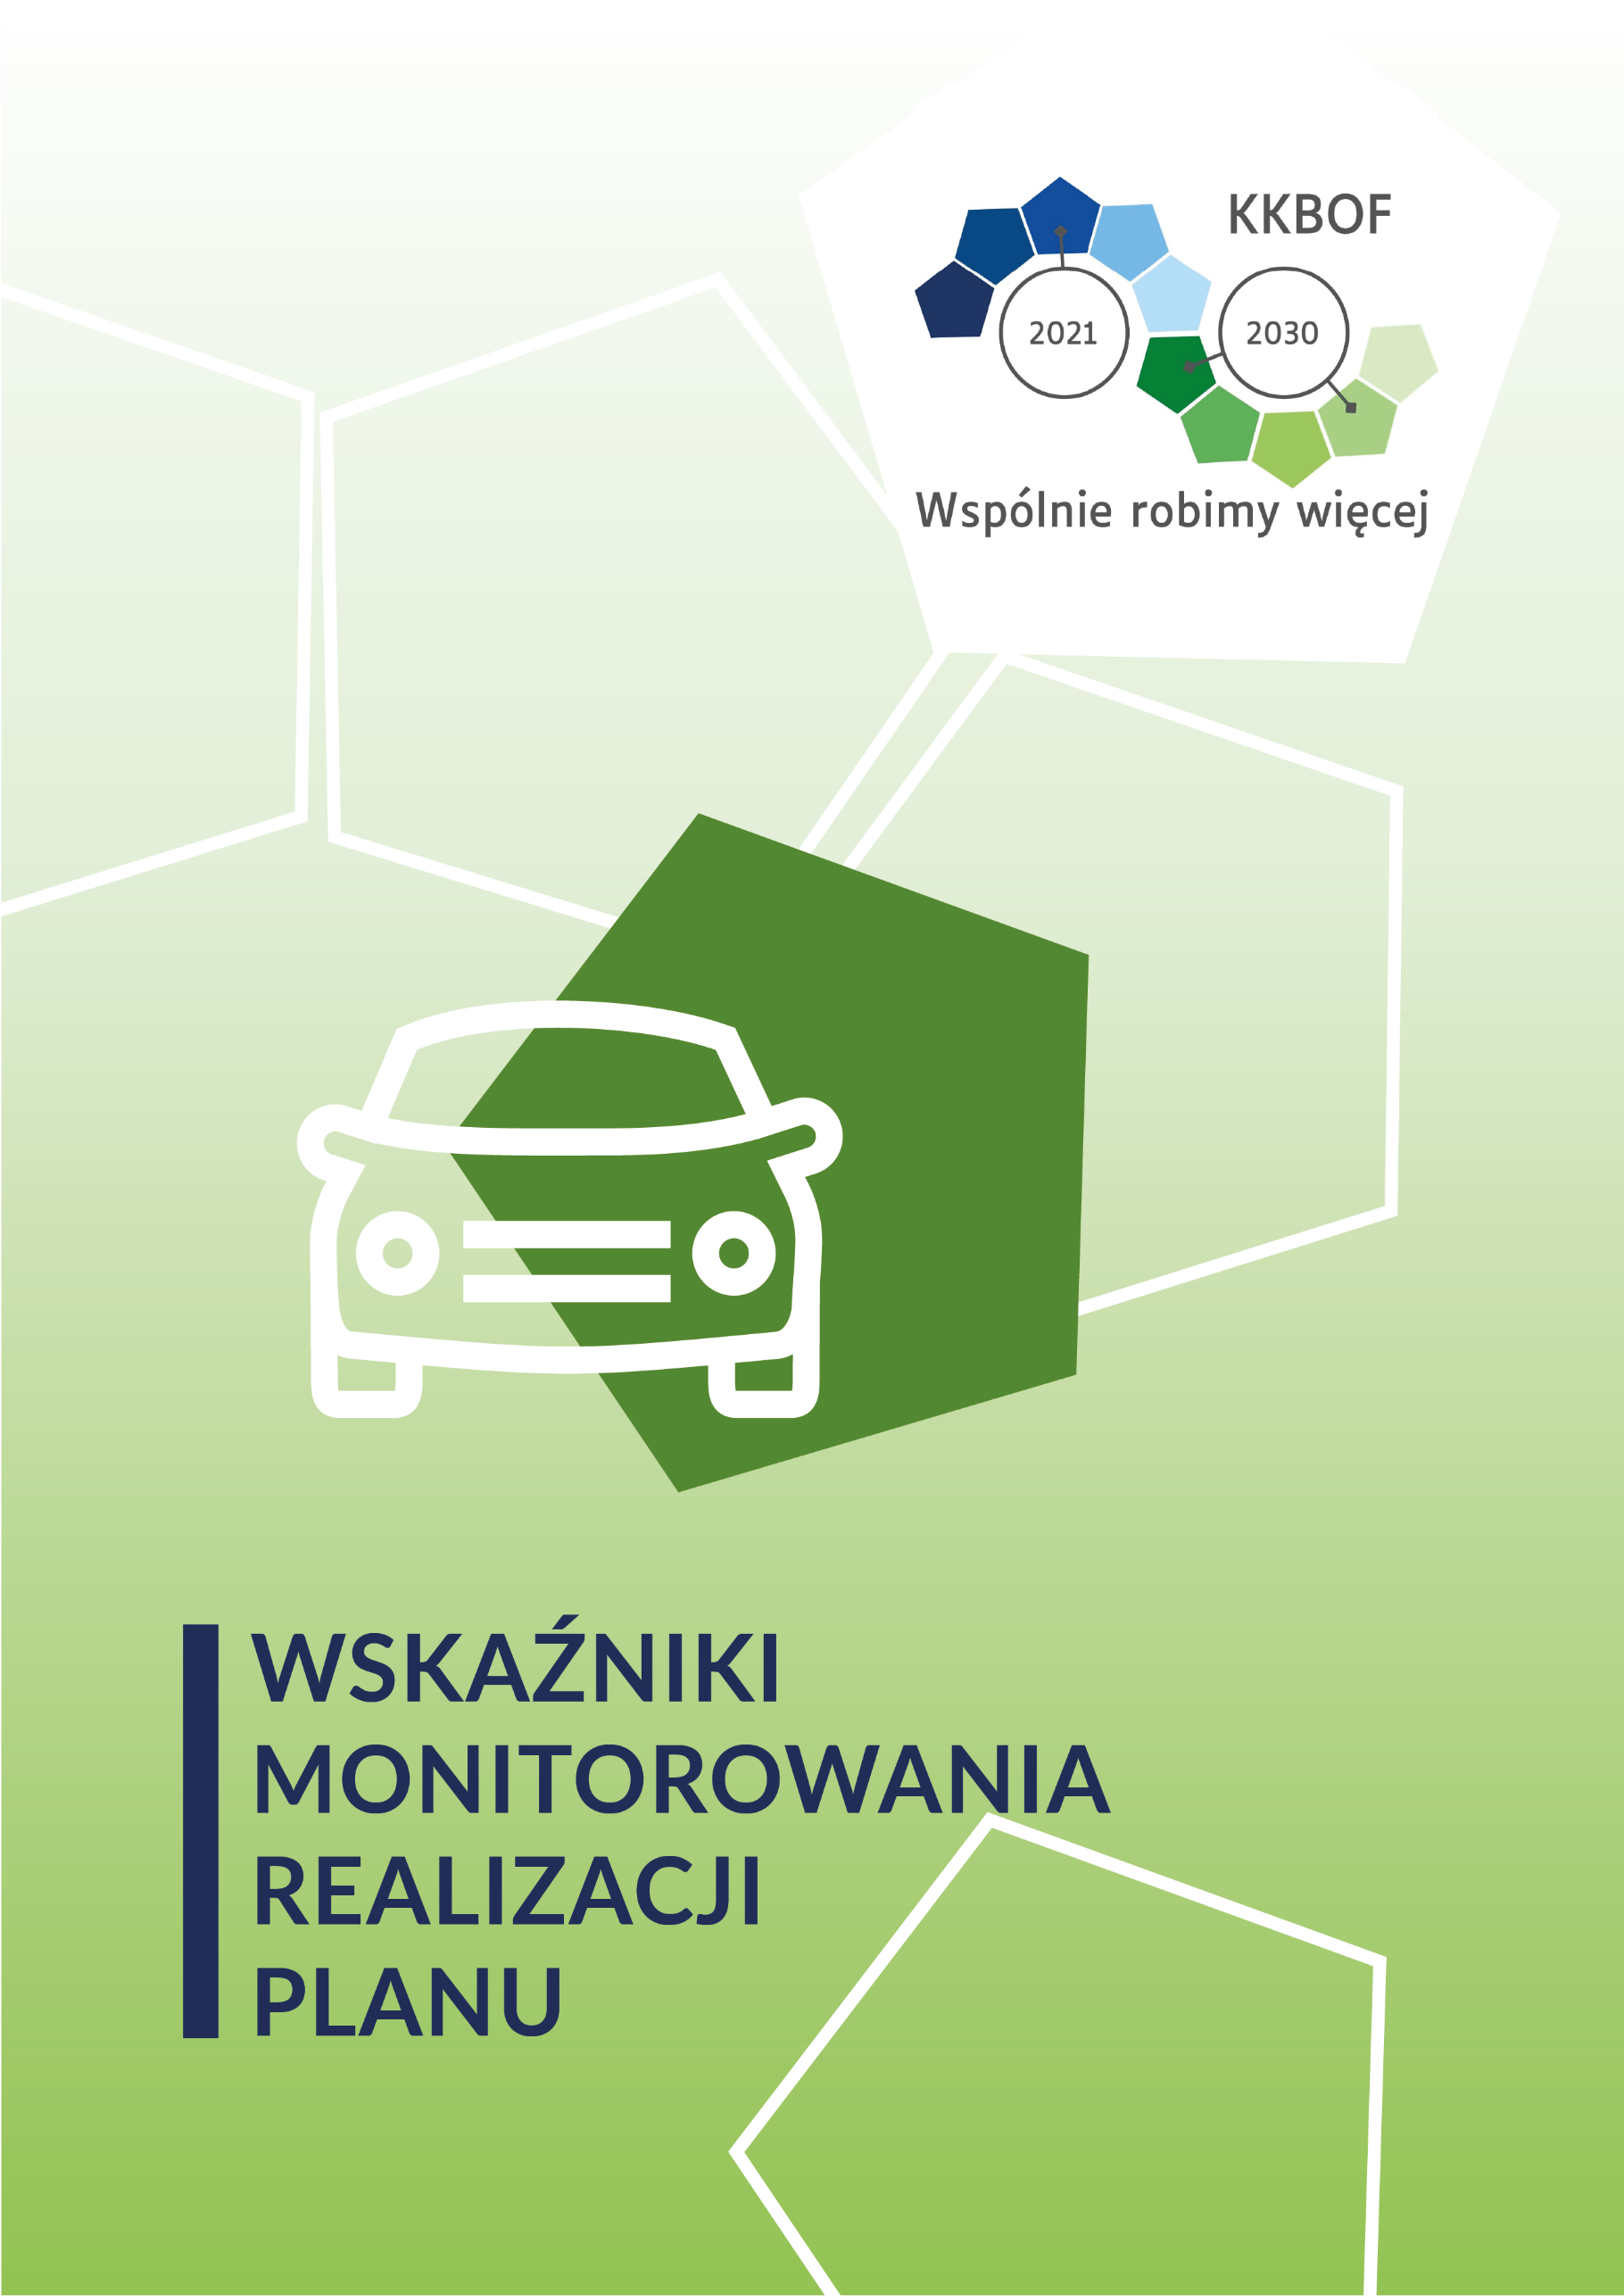 KKBOF
2021
2030
Wspólnie robimy więcej
WSKAŹNIKI
MONITOROWANIA
REALIZACJI
PLANU